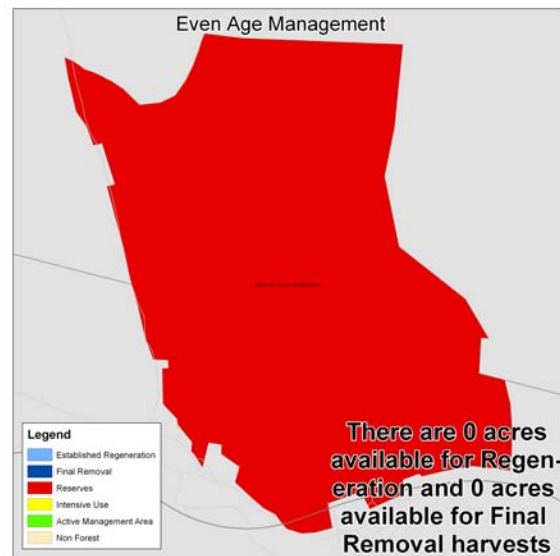 Even Age Management
Legend
Established Regeneration
Final Removal
Reserves
Intensive Use
Active Management Area
Non Forest
There are 0 acres
available for Regen-
eration and 0 acres
available for Final
Removal harvests